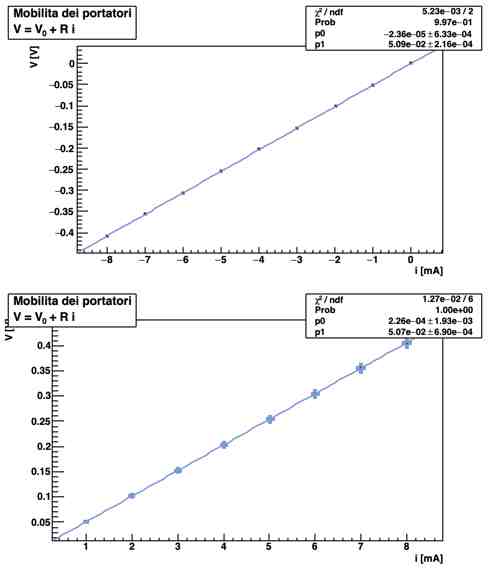 Mobilita dei portatori
V = V₀ + R i
χ² / ndf 5.23e−03 / 2
Prob 9.97e−01
p0 −2.36e−05 ± 6.33e−04
p1 5.09e−02 ± 2.16e−04
V [V]
0
−0.05
−0.1
−0.15
−0.2
−0.25
−0.3
−0.35
−0.4
−8 −7 −6 −5 −4 −3 −2 −1 0
i [mA]
Mobilita dei portatori
V = V₀ + R i
χ² / ndf 1.27e−02 / 6
Prob 1.00e+00
p0 2.26e−04 ± 1.93e−03
p1 5.07e−02 ± 6.90e−04
V [
0.4
0.35
0.3
0.25
0.2
0.15
0.1
0.05
1 2 3 4 5 6 7 8
i [mA]